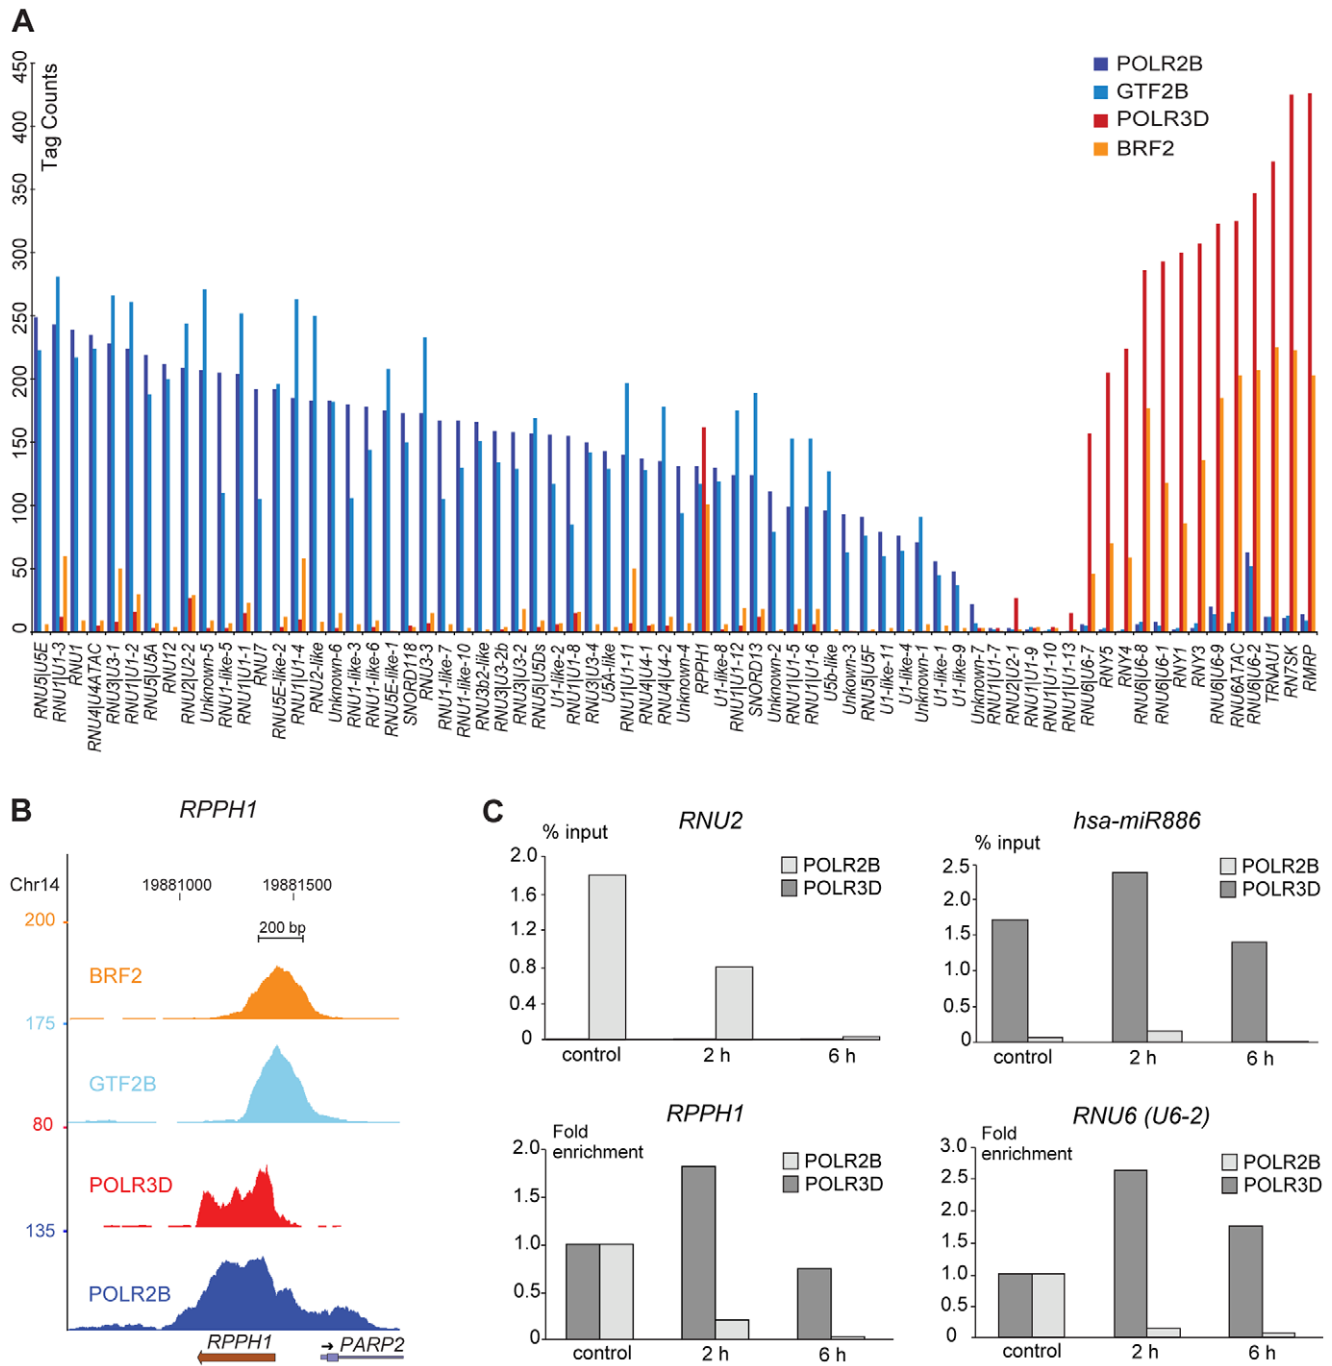 A
Tag Counts
450
400
350
300
250
200
150
100
50
0
POLR2B
GTF2B
POLR3D
BRF2
RNU5|U5E
RNU1|U1-3
RNU1
RNU4|4ATAC
RNU3|U3-1
RNU1|U1-2
RNU5|U5A
RNU12
RNU2|U2-2
Unknown-5
RNU1-like-5
RNU1|U1-1
RNU7
RNU5E-like-2
RNU1|U1-4
RNU2-like
Unknown-6
RNU1-like-3
RNU1-like-6
RNU5E-like-1
SNORD118
RNU3-3
RNU1-like-7
RNU1-like-10
RNU3b2-like
RNU3|U3-2b
RNU3|U3-2
RNU5|U5Ds
U1-like-2
RNU1|U1-8
RNU3|U3-4
U5A-like
RNU1|U1-11
RNU4|U4-1
RNU4|U4-2
Unknown-4
RPPH1
U1-like-8
RNU1|U1-12
SNORD13
Unknown-2
RNU1|U1-5
RNU1|U1-6
U5b-like
Unkown-3
RNU5|U5F
U1-like-11
U1-like-4
Unknown-1
U1-like-1
U1-like-9
Unknown-7
RNU1|U1-7
RNU2|U2-1
RNU1|U1-9
RNU1|U1-10
RNU1|U1-13
RNU6|U6-7
RNY5
RNY4
RNU6|U6-8
RNU6|U6-1
RNY1
RNY3
RNU6|U6-9
RNU6ATAC
RNU6|U6-2
TRNAU1
RN7SK
RMRP
B
RPPH1
Chr14
19881000
19881500
200
200 bp
BRF2
175
GTF2B
80
POLR3D
135
POLR2B
RPPH1
PARP2
C
RNU2
% input
2.0
1.6
1.2
0.8
0.4
0
POLR2B
POLR3D
control
2 h
6 h
hsa-miR886
% input
2.5
2.0
1.5
1.0
0.5
0
POLR2B
POLR3D
control
2 h
6 h
RPPH1
Fold
enrichment
2.0
1.5
1.0
0.5
0
POLR2B
POLR3D
control
2 h
6 h
RNU6 (U6-2)
Fold
enrichment
3.0
2.5
2.0
1.5
1.0
0.5
0
POLR2B
POLR3D
control
2 h
6 h